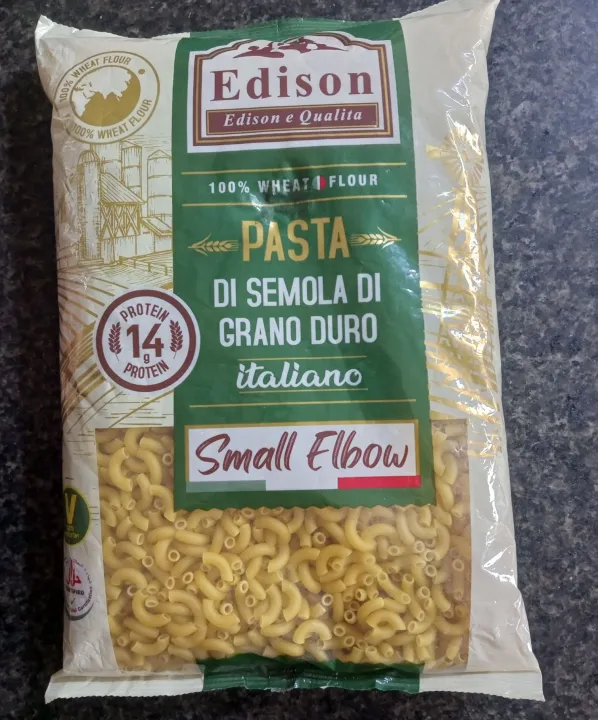 100% WHEAT FLOUR
100% WHEAT FLOUR
Edison
Edison e Qualita
100% WHEAT FLOUR
PASTA
DI SEMOLA DI
GRANO DURO
italiano
PROTEIN
14
g
PROTEIN
Small Elbow
V
حلال